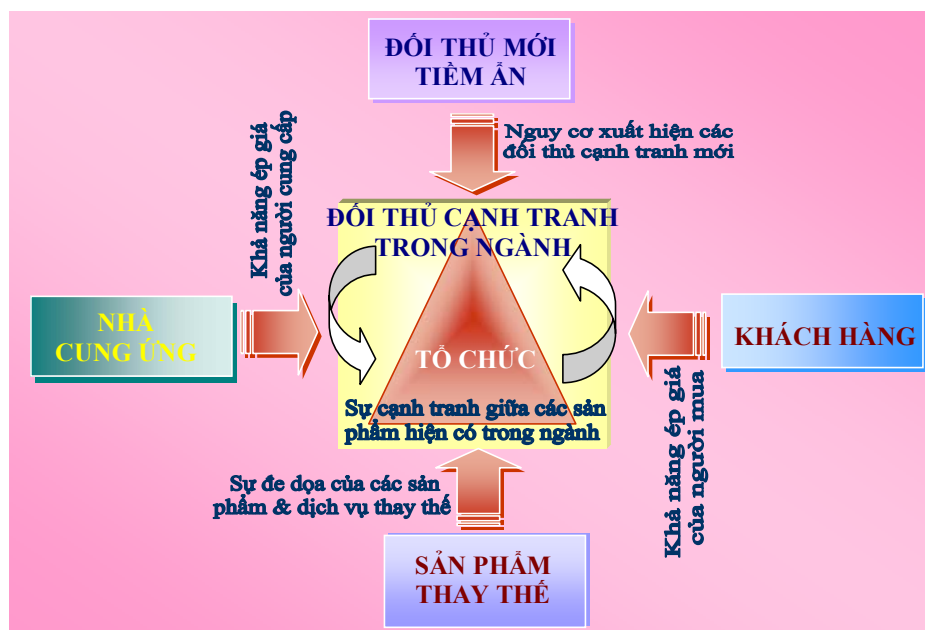 ĐỐI THỦ MỚI
TIỀM ẨN
Nguy cơ xuất hiện các
đối thủ cạnh tranh mới
Khả năng ép giá
của người cung cấp
ĐỐI THỦ CẠNH TRANH
TRONG NGÀNH
NHÀ
CUNG ỨNG
TỔ CHỨC
KHÁCH HÀNG
Sự cạnh tranh giữa các sản
phẩm hiện có trong ngành
Khả năng ép giá
của người mua
Sự đe dọa của các sản
phẩm & dịch vụ thay thế
SẢN PHẨM
THAY THẾ